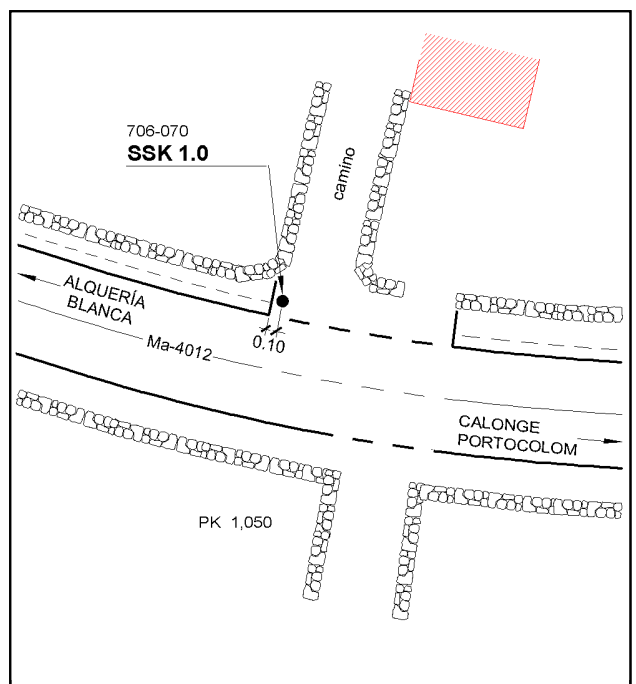 706-070
SSK 1.0
camino
ALQUERÍA
BLANCA
0.10
Ma-4012
CALONGE
PORTOCOLOM
PK 1,050